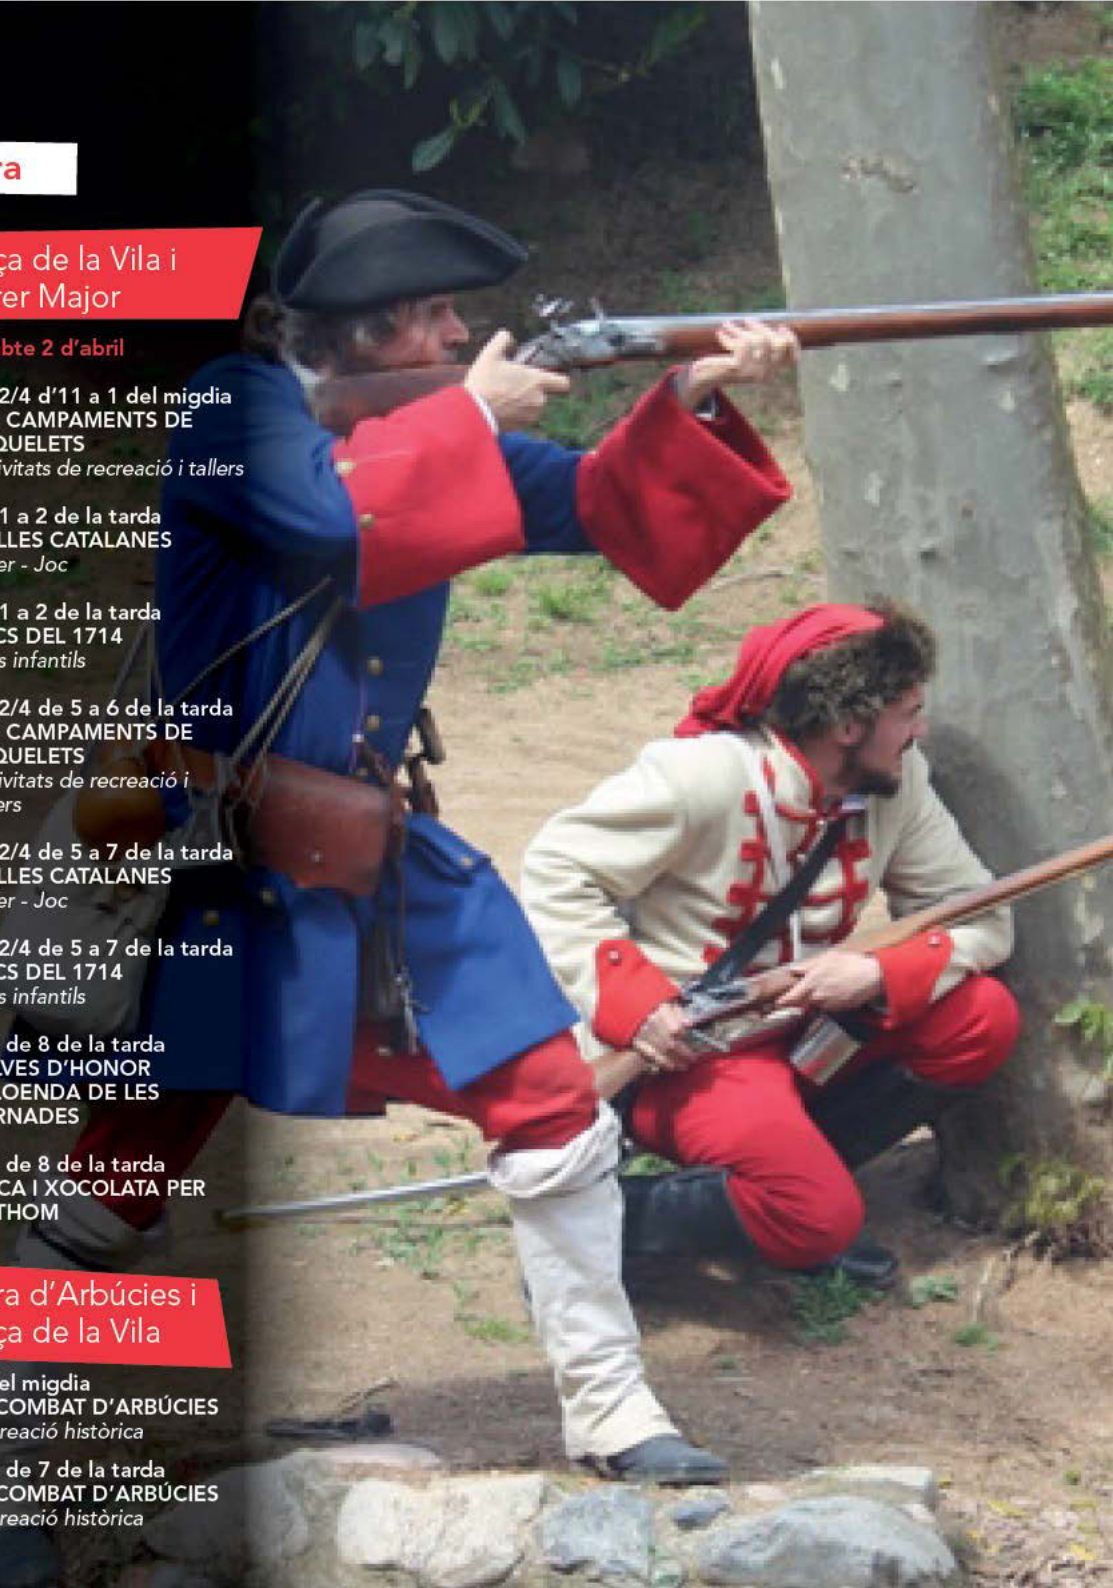 ra
ça de la Vila i
rer Major
bte 2 d'abril
2/4 d'11 a 1 del migdia
CAMPAMENTS DE
QUELETS
ivitats de recreació i tallers
1 a 2 de la tarda
LLES CATALANES
er - Joc
1 a 2 de la tarda
CS DEL 1714
s infantils
2/4 de 5 a 6 de la tarda
CAMPAMENTS DE
QUELETS
ivitats de recreació i
ers
2/4 de 5 a 7 de la tarda
LLES CATALANES
er - Joc
2/4 de 5 a 7 de la tarda
CS DEL 1714
s infantils
de 8 de la tarda
LVES D'HONOR
LOENDA DE LES
RNADES
de 8 de la tarda
CA I XOCOLATA PER
THOM
ra d'Arbúcies i
ça de la Vila
el migdia
COMBAT D'ARBÚCIES
reació històrica
de 7 de la tarda
COMBAT D'ARBÚCIES
reació històrica